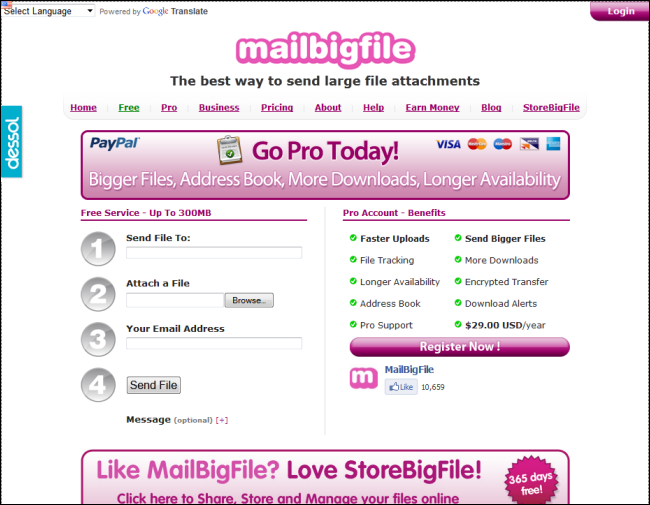 Select Language
Powered by Google Translate
Login
mailbigfile
The best way to send large file attachments
Home Free Pro Business Pricing About Help Earn Money Blog StoreBigFile
dessol
PayPal Go Pro Today! VISA
Bigger Files, Address Book, More Downloads, Longer Availability
Free Service - Up To 300MB
1 Send File To:
2 Attach a File
Browse..
3 Your Email Address
4 Send File
Message (optional) [+]
Pro Account - Benefits
Faster Uploads Send Bigger Files
File Tracking More Downloads
Longer Availability Encrypted Transfer
Address Book Download Alerts
Pro Support $29.00 USD/year
Register Now !
m MailBigFile
Like 10,659
Like MailBigFile? Love StoreBigFile!
Click here to Share, Store and Manage your files online
365 days
free!